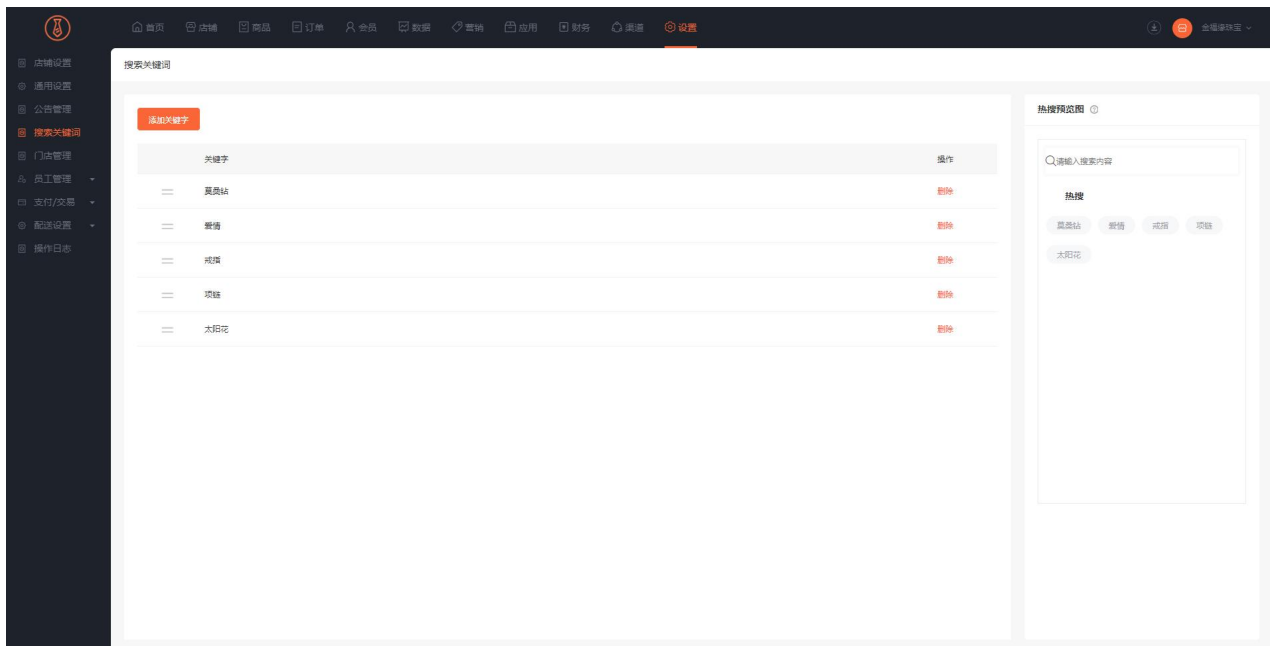 首页 店铺 商品 订单 会员 数据 营销 应用 财务 渠道 设置 金福缘珠宝
店铺设置
通用设置
公告管理
搜索关键词
门店管理
员工管理
支付/交易
配送设置
操作日志
搜索关键词
添加关键字
关键字 操作
莫桑钻 删除
爱情 删除
戒指 删除
项链 删除
太阳花 删除
热搜预览图
请输入搜索内容
热搜
莫桑钻 爱情 戒指 项链
太阳花